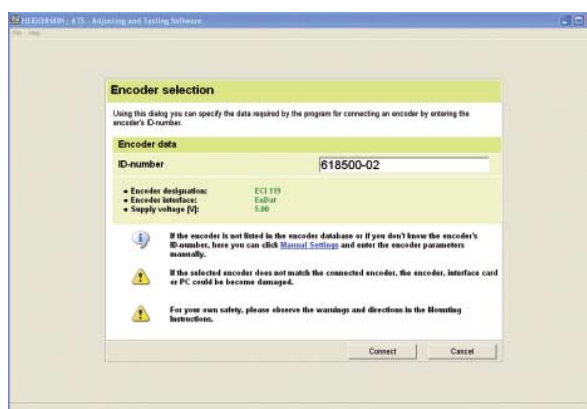 HEIDENHAIN : ATS - Adjusting and Testing Software
File Help
Encoder selection
Using this dialog you can specify the data required by the program for connecting an encoder by entering the
encoder's ID-number.
Encoder data
ID-number 618500-02
• Encoder designation: ECI 119
• Encoder interface: EnDat
• Supply voltage [V]: 5.00
If the encoder is not listed in the encoder database or if you don't know the encoder's
ID-number, here you can click Manual Settings and enter the encoder parameters
manually.
If the selected encoder does not match the connected encoder, the encoder, interface card
or PC could be become damaged.
For your own safety, please observe the warnings and directions in the Mounting
Instructions.
Connect Cancel